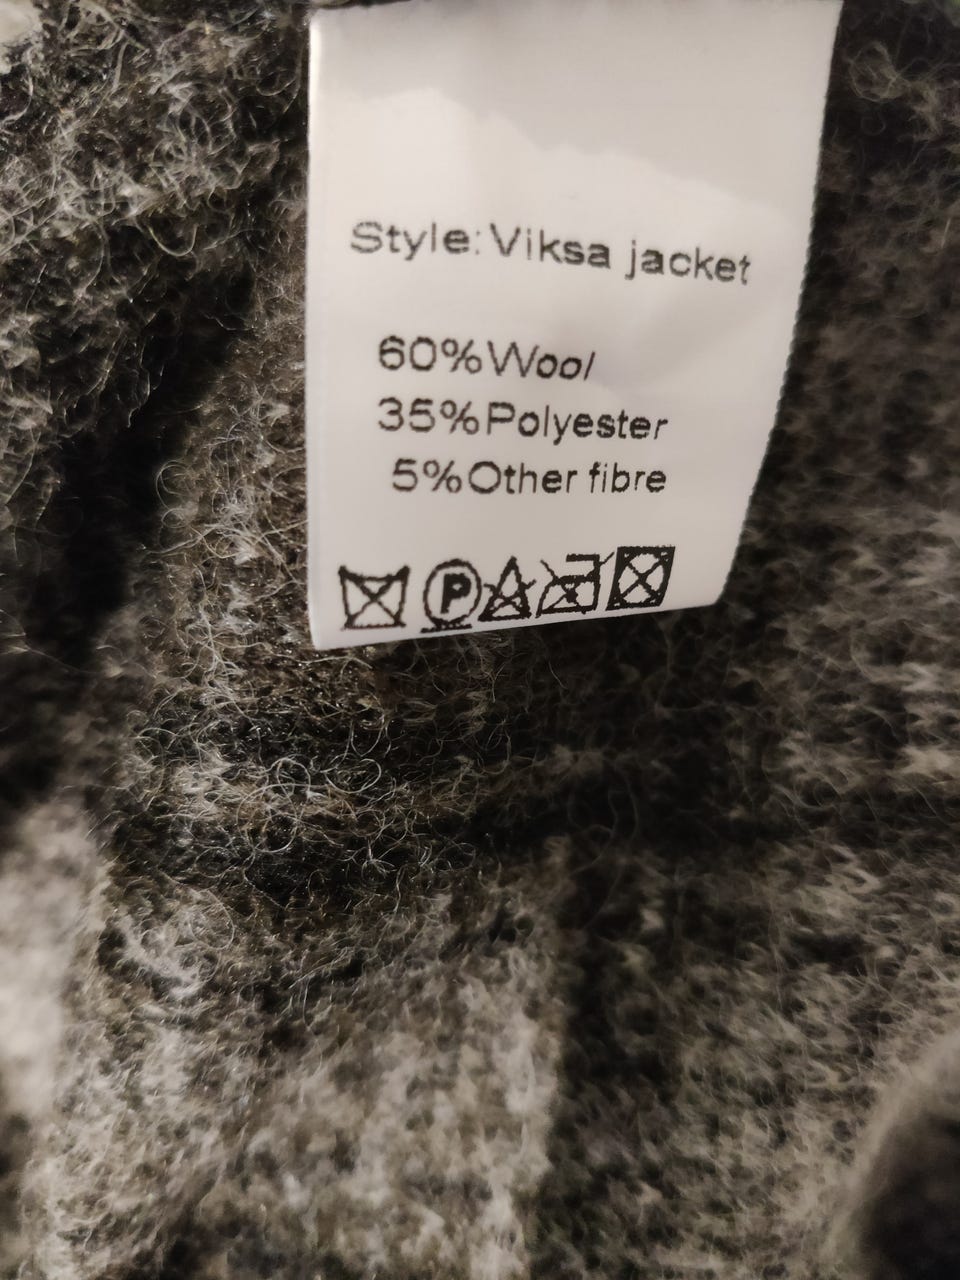 Style: Viksa jacket
60% Wool
35% Polyester
5% Other fibre
P